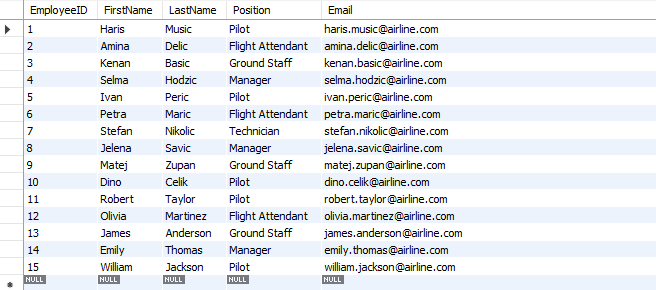 EmployeeID FirstName LastName Position Email
1 Haris Music Pilot haris.music@airline.com
2 Amina Delic Flight Attendant amina.delic@airline.com
3 Kenan Basic Ground Staff kenan.basic@airline.com
4 Selma Hodzic Manager selma.hodzic@airline.com
5 Ivan Peric Pilot ivan.peric@airline.com
6 Petra Maric Flight Attendant petra.maric@airline.com
7 Stefan Nikolic Technician stefan.nikolic@airline.com
8 Jelena Savic Manager jelena.savic@airline.com
9 Matej Zupan Ground Staff matej.zupan@airline.com
10 Dino Celik Pilot dino.celik@airline.com
11 Robert Taylor Pilot robert.taylor@airline.com
12 Olivia Martinez Flight Attendant olivia.martinez@airline.com
13 James Anderson Ground Staff james.anderson@airline.com
14 Emily Thomas Manager emily.thomas@airline.com
15 William Jackson Pilot william.jackson@airline.com
NULL NULL NULL NULL NULL